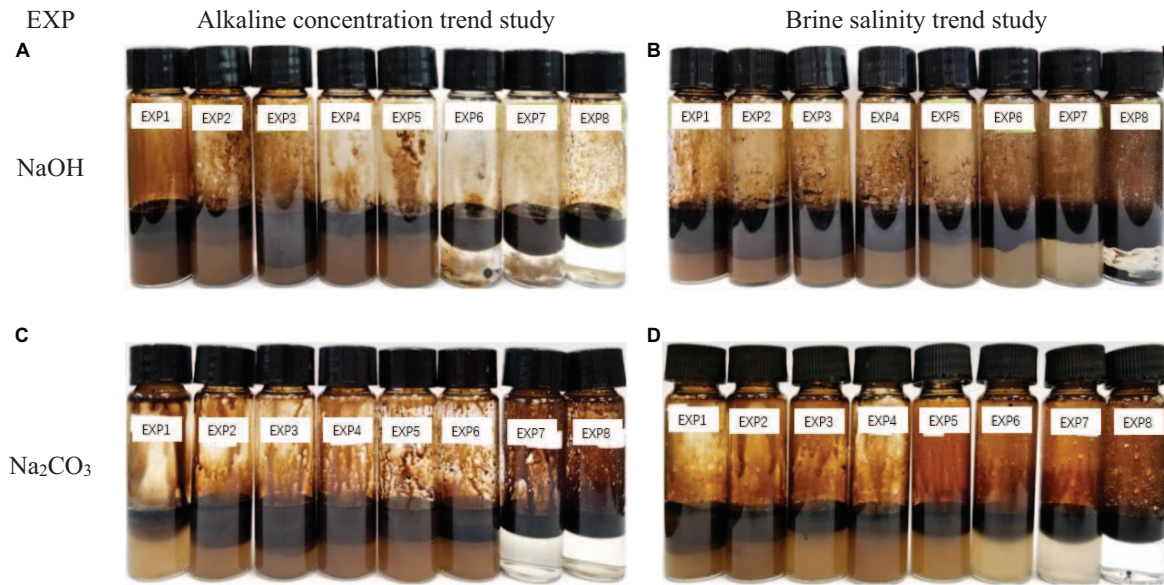 EXP Alkaline concentration trend study Brine salinity trend study
A B
EXP1 EXP2 EXP3 EXP4 EXP5 EXP6 EXP7 EXP8 EXP1 EXP2 EXP3 EXP4 EXP5 EXP6 EXP7 EXP8
NaOH
C D
EXP1 EXP2 EXP3 EXP4 EXP5 EXP6 EXP7 EXP8 EXP1 EXP2 EXP3 EXP4 EXP5 EXP6 EXP7 EXP8
Na₂CO₃